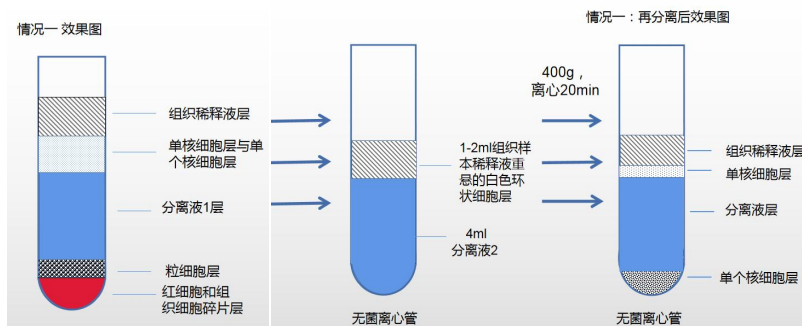 情况一 效果图
组织稀释液层
单核细胞层与单
个核细胞层
分离液1层
粒细胞层
红细胞和组
织细胞碎片层
1-2ml组织样
本稀释液重
悬的白色环
状细胞层
4ml
分离液2
无菌离心管
情况一：再分离后效果图
400g，
离心20min
组织稀释液层
单核细胞层
分离液层
单个核细胞层
无菌离心管